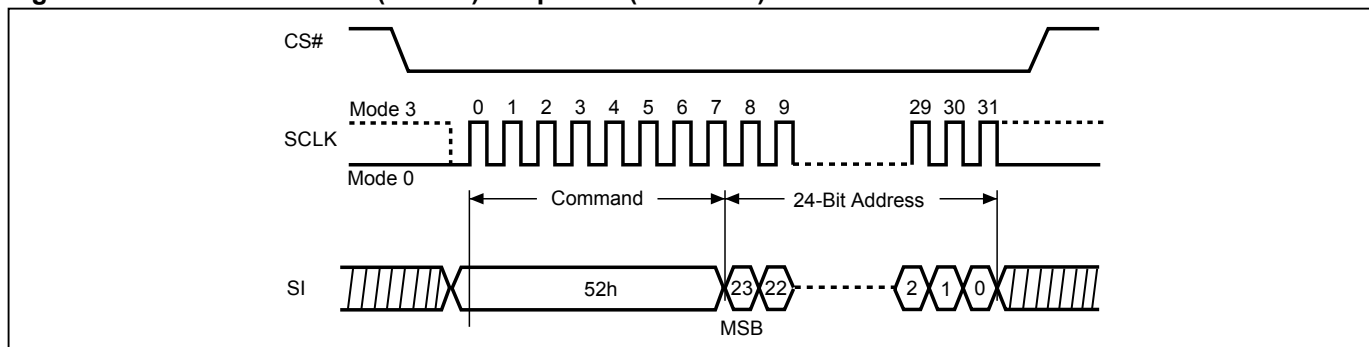 CS#
Mode 3 0 1 2 3 4 5 6 7 8 9 29 30 31
SCLK
Mode 0
Command 24-Bit Address
SI 52h 23 22 2 1 0
MSB